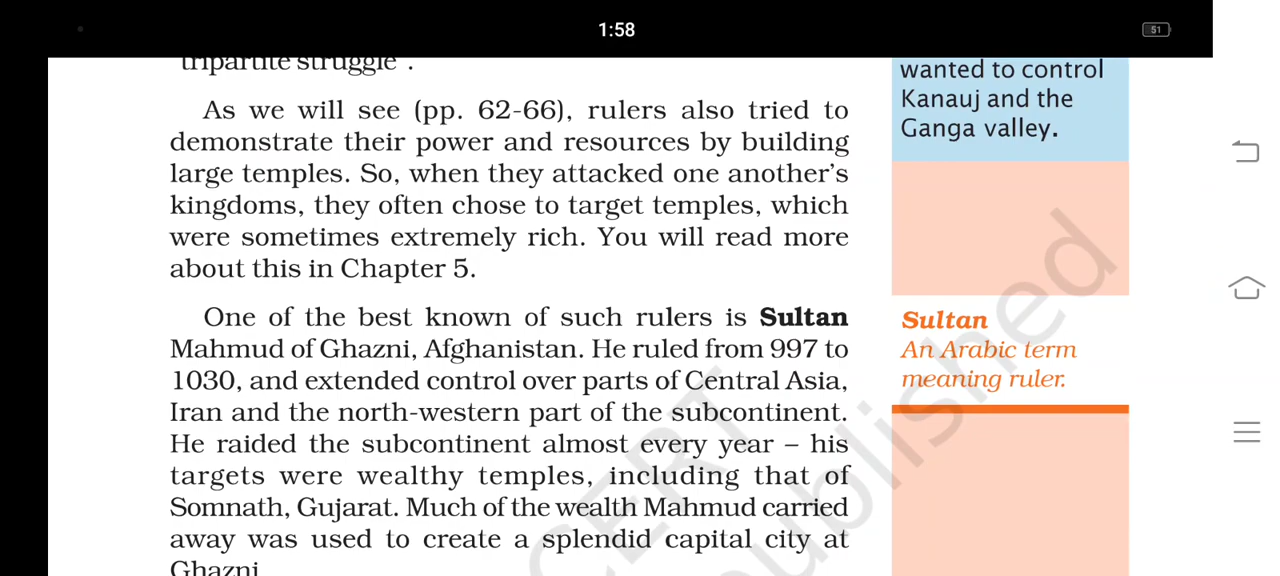 1:58
51
"tripartite struggle".
wanted to control
Kanauj and the
Ganga valley.
As we will see (pp. 62-66), rulers also tried to
demonstrate their power and resources by building
large temples. So, when they attacked one another's
kingdoms, they often chose to target temples, which
were sometimes extremely rich. You will read more
about this in Chapter 5.
One of the best known of such rulers is Sultan
Mahmud of Ghazni, Afghanistan. He ruled from 997 to
1030, and extended control over parts of Central Asia,
Iran and the north-western part of the subcontinent.
He raided the subcontinent almost every year – his
targets were wealthy temples, including that of
Somnath, Gujarat. Much of the wealth Mahmud carried
away was used to create a splendid capital city at
Ghazni
Sultan
An Arabic term
meaning ruler.
CERT
published